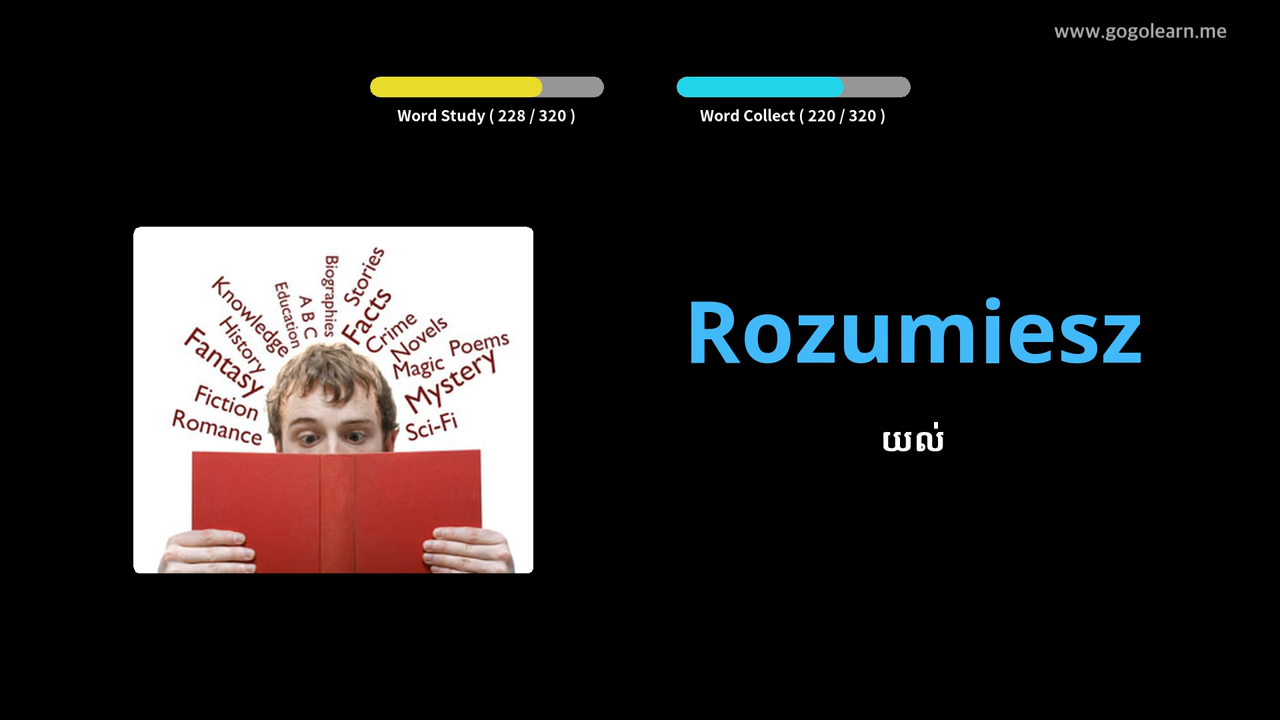 www.gogolearn.me
Word Study ( 228 / 320 )
Word Collect ( 220 / 320 )
Biographies
Stories
Education
A B C
Facts
Knowledge
Crime
History
Novels
Fantasy
Magic
Poems
Mystery
Fiction
Romance
Sci-Fi
Rozumiesz
យល់